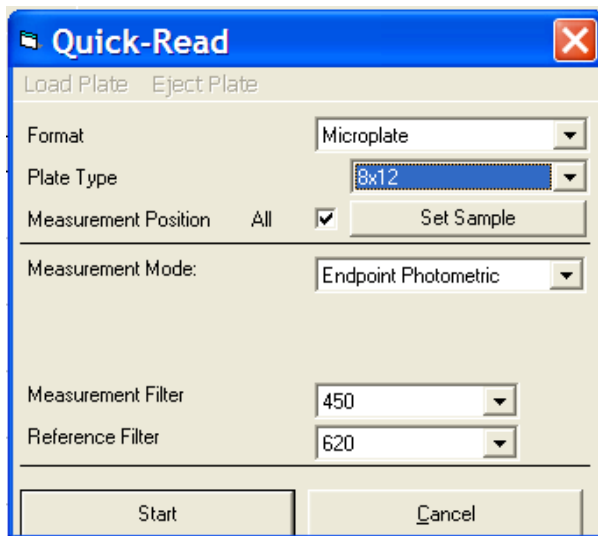 Quick-Read
Load Plate Eject Plate
Format Microplate
Plate Type 8x12
Measurement Position All Set Sample
Measurement Mode: Endpoint Photometric
Measurement Filter 450
Reference Filter 620
Start Cancel